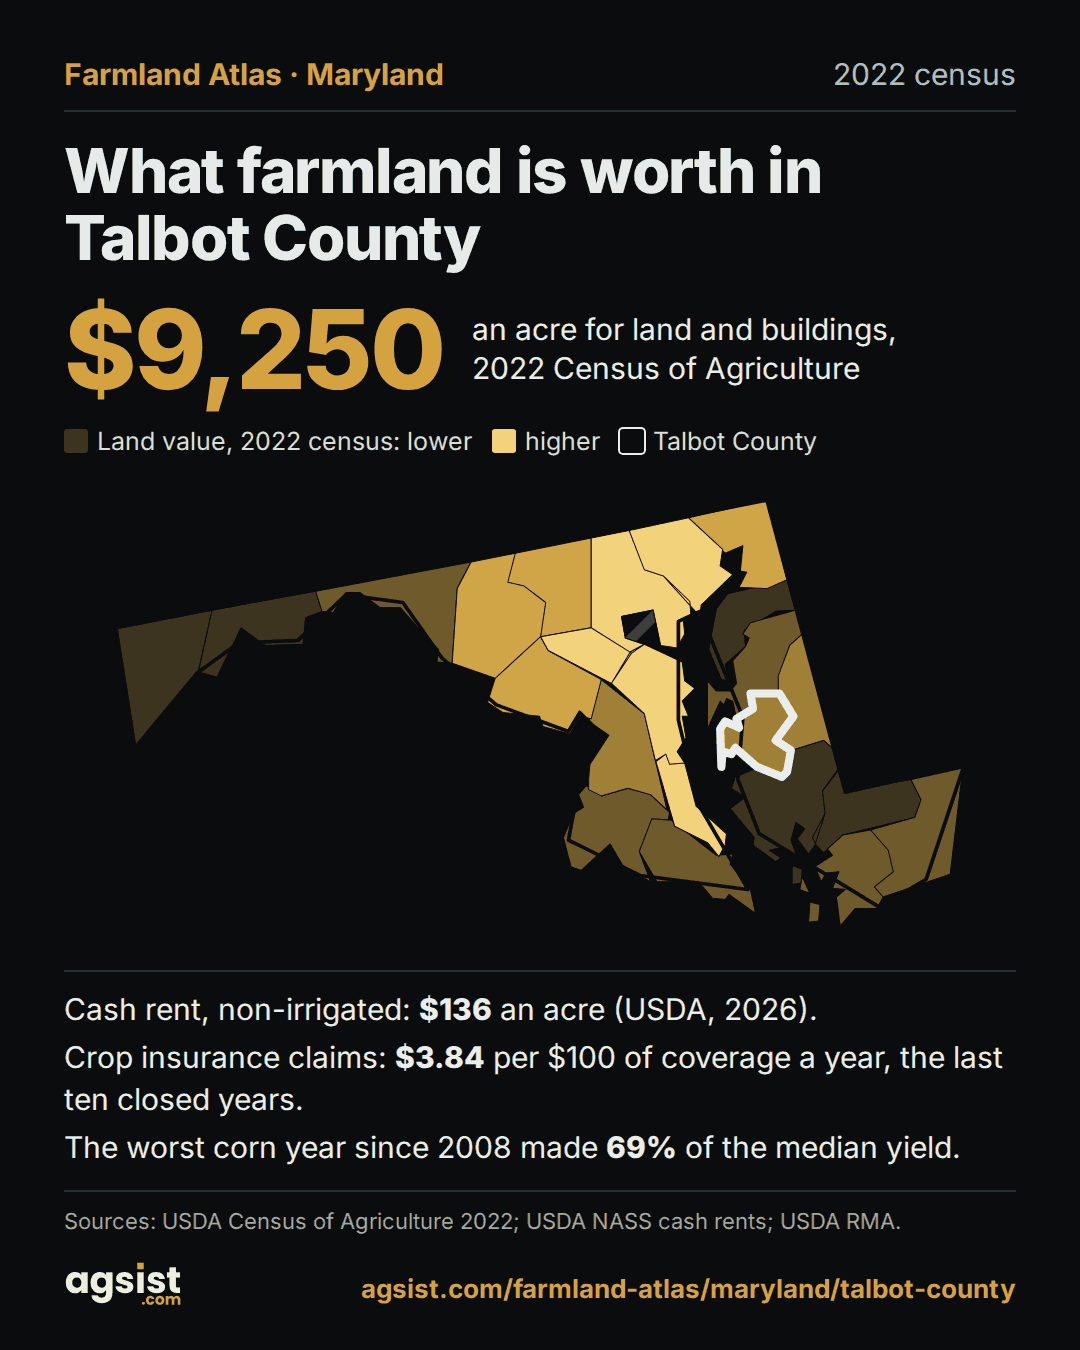 Farmland Atlas · Maryland
2022 census
What farmland is worth in
Talbot County
$9,250
an acre for land and buildings,
2022 Census of Agriculture
Land value, 2022 census: lower higher Talbot County
Cash rent, non-irrigated: $136 an acre (USDA, 2026).
Crop insurance claims: $3.84 per $100 of coverage a year, the last
ten closed years.
The worst corn year since 2008 made 69% of the median yield.
Sources: USDA Census of Agriculture 2022; USDA NASS cash rents; USDA RMA.
agsist
.com
agsist.com/farmland-atlas/maryland/talbot-county